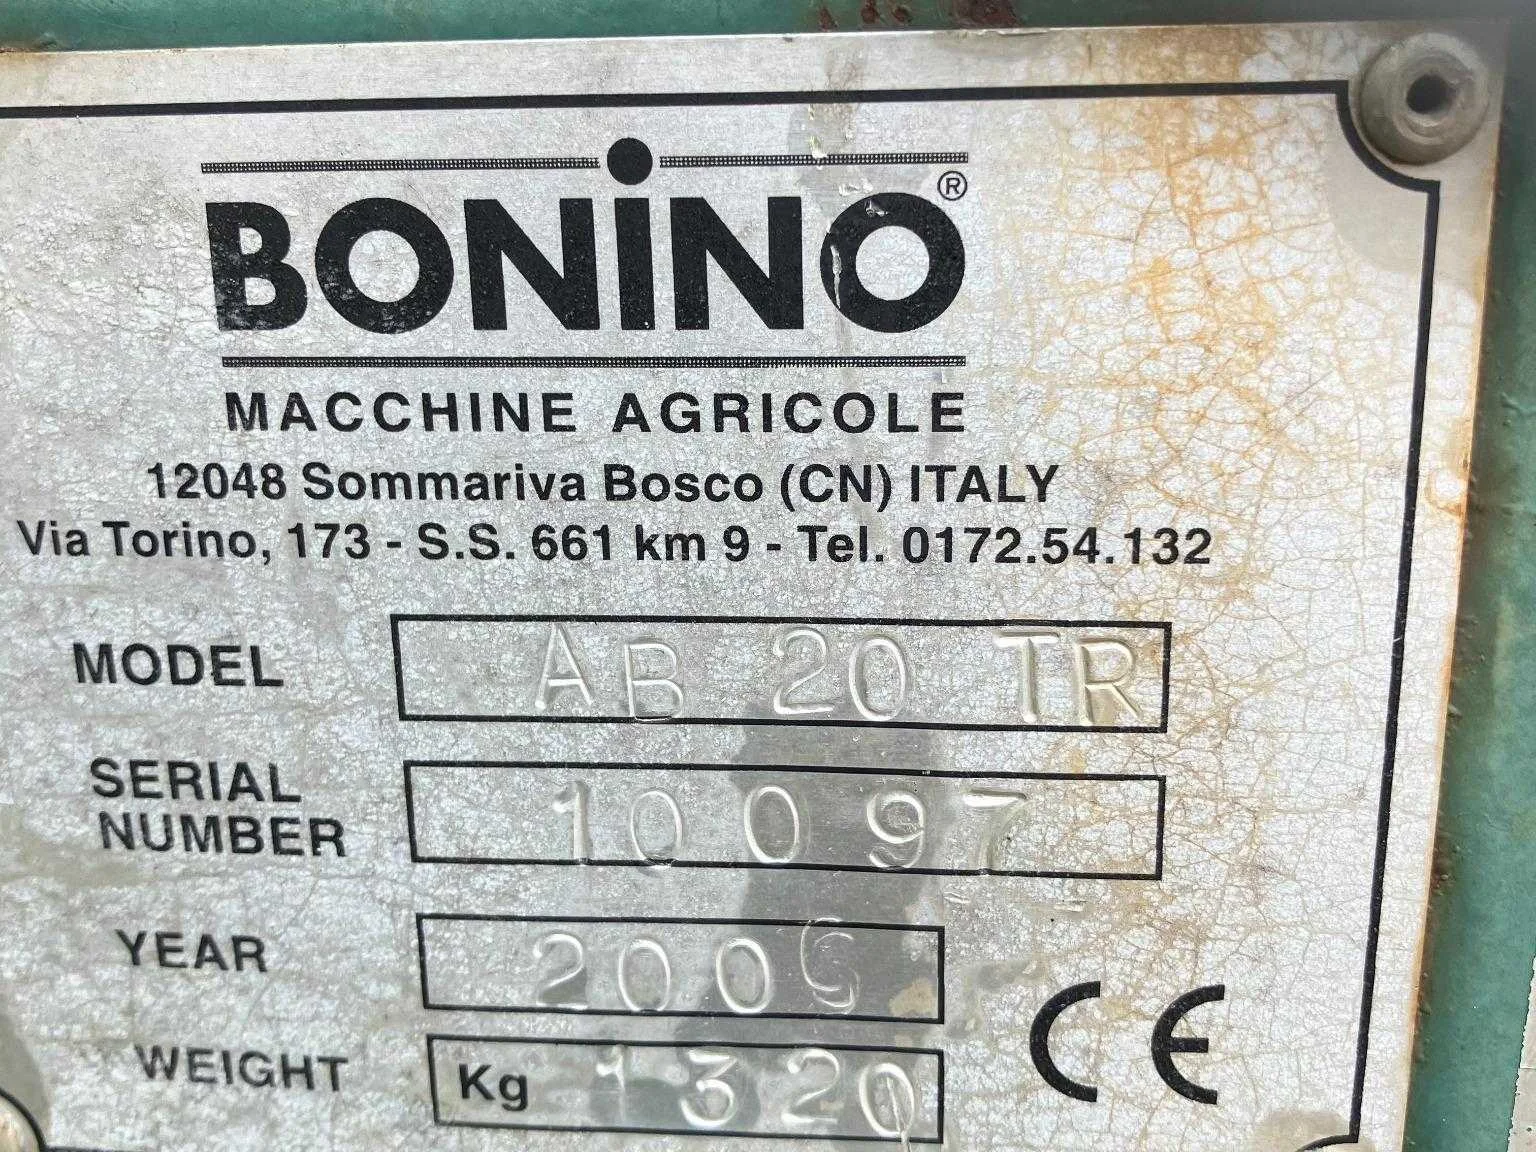 BONINO®
MACCHINE AGRICOLE
12048 Sommariva Bosco (CN) ITALY
Via Torino, 173 - S.S. 661 km 9 - Tel. 0172.54.132
MODEL AB 20 TR
SERIAL
NUMBER 10097
YEAR
WEIGHT Kg 1320
CE